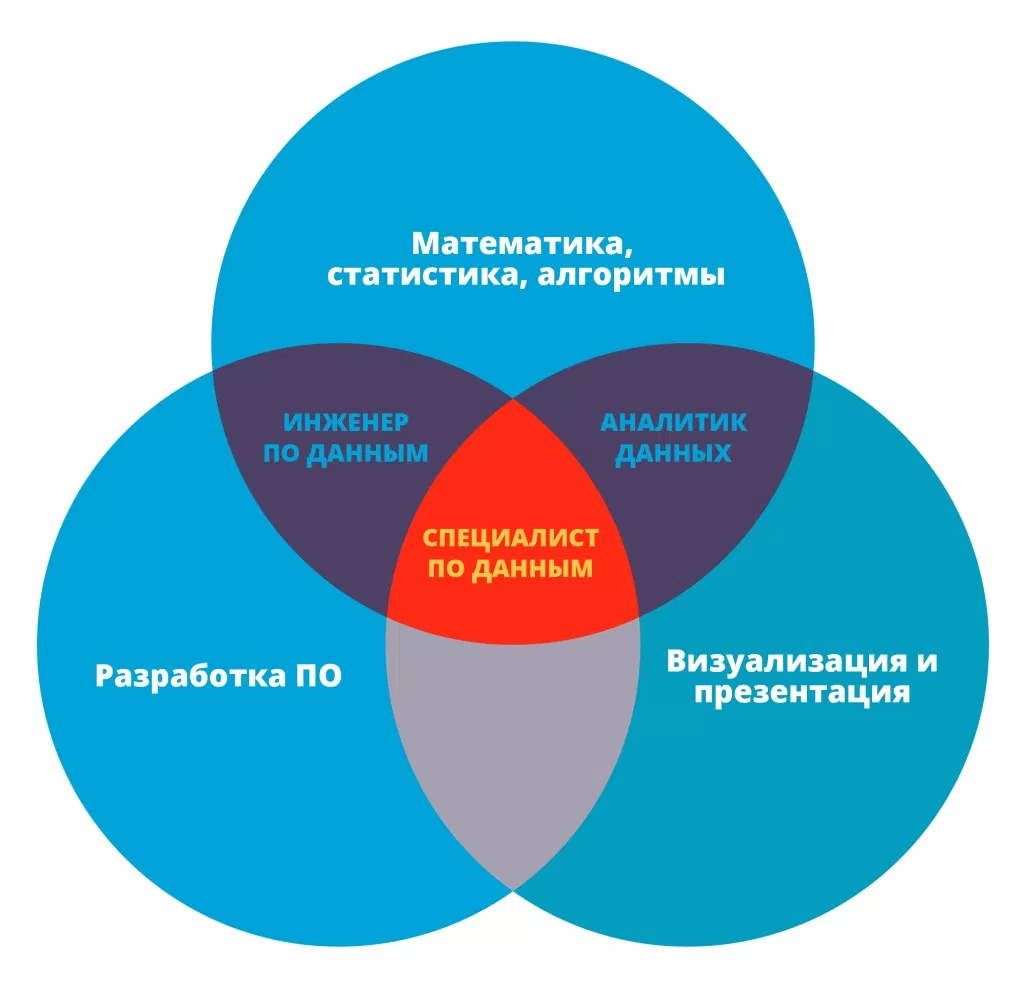 Математика,
статистика, алгоритмы
ИНЖЕНЕР
ПО ДАННЫМ
АНАЛИТИК
ДАННЫХ
СПЕЦИАЛИСТ
ПО ДАННЫМ
Разработка ПО
Визуализация и
презентация